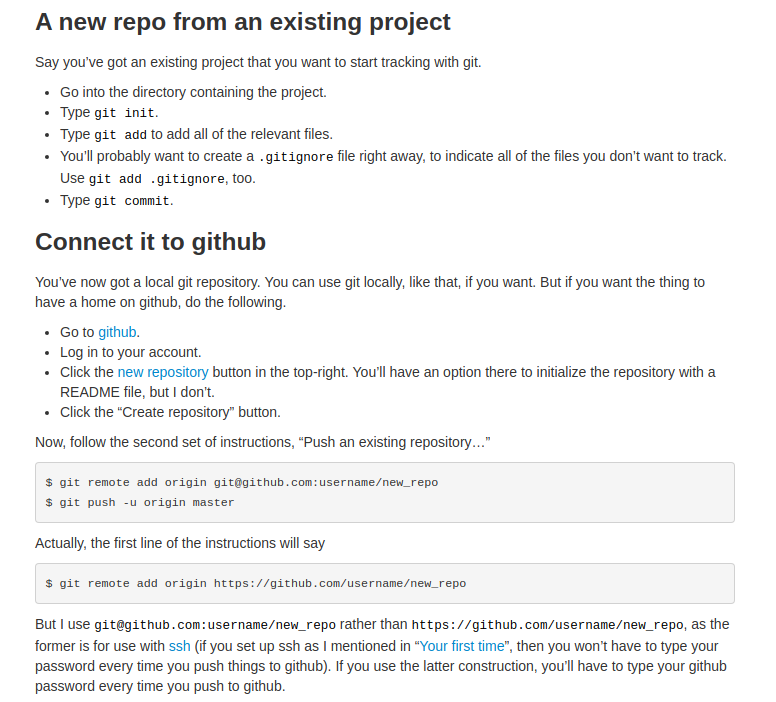 A new repo from an existing project
Say you’ve got an existing project that you want to start tracking with git.
• Go into the directory containing the project.
• Type git init.
• Type git add to add all of the relevant files.
• You’ll probably want to create a .gitignore file right away, to indicate all of the files you don’t want to track.
Use git add .gitignore, too.
• Type git commit.
Connect it to github
You’ve now got a local git repository. You can use git locally, like that, if you want. But if you want the thing to
have a home on github, do the following.
• Go to github.
• Log in to your account.
• Click the new repository button in the top-right. You’ll have an option there to initialize the repository with a
README file, but I don’t.
• Click the “Create repository” button.
Now, follow the second set of instructions, “Push an existing repository…”
$ git remote add origin git@github.com:username/new_repo
$ git push -u origin master
Actually, the first line of the instructions will say
$ git remote add origin https://github.com/username/new_repo
But I use git@github.com:username/new_repo rather than https://github.com/username/new_repo, as the
former is for use with ssh (if you set up ssh as I mentioned in “Your first time”, then you won’t have to type your
password every time you push things to github). If you use the latter construction, you’ll have to type your github
password every time you push to github.